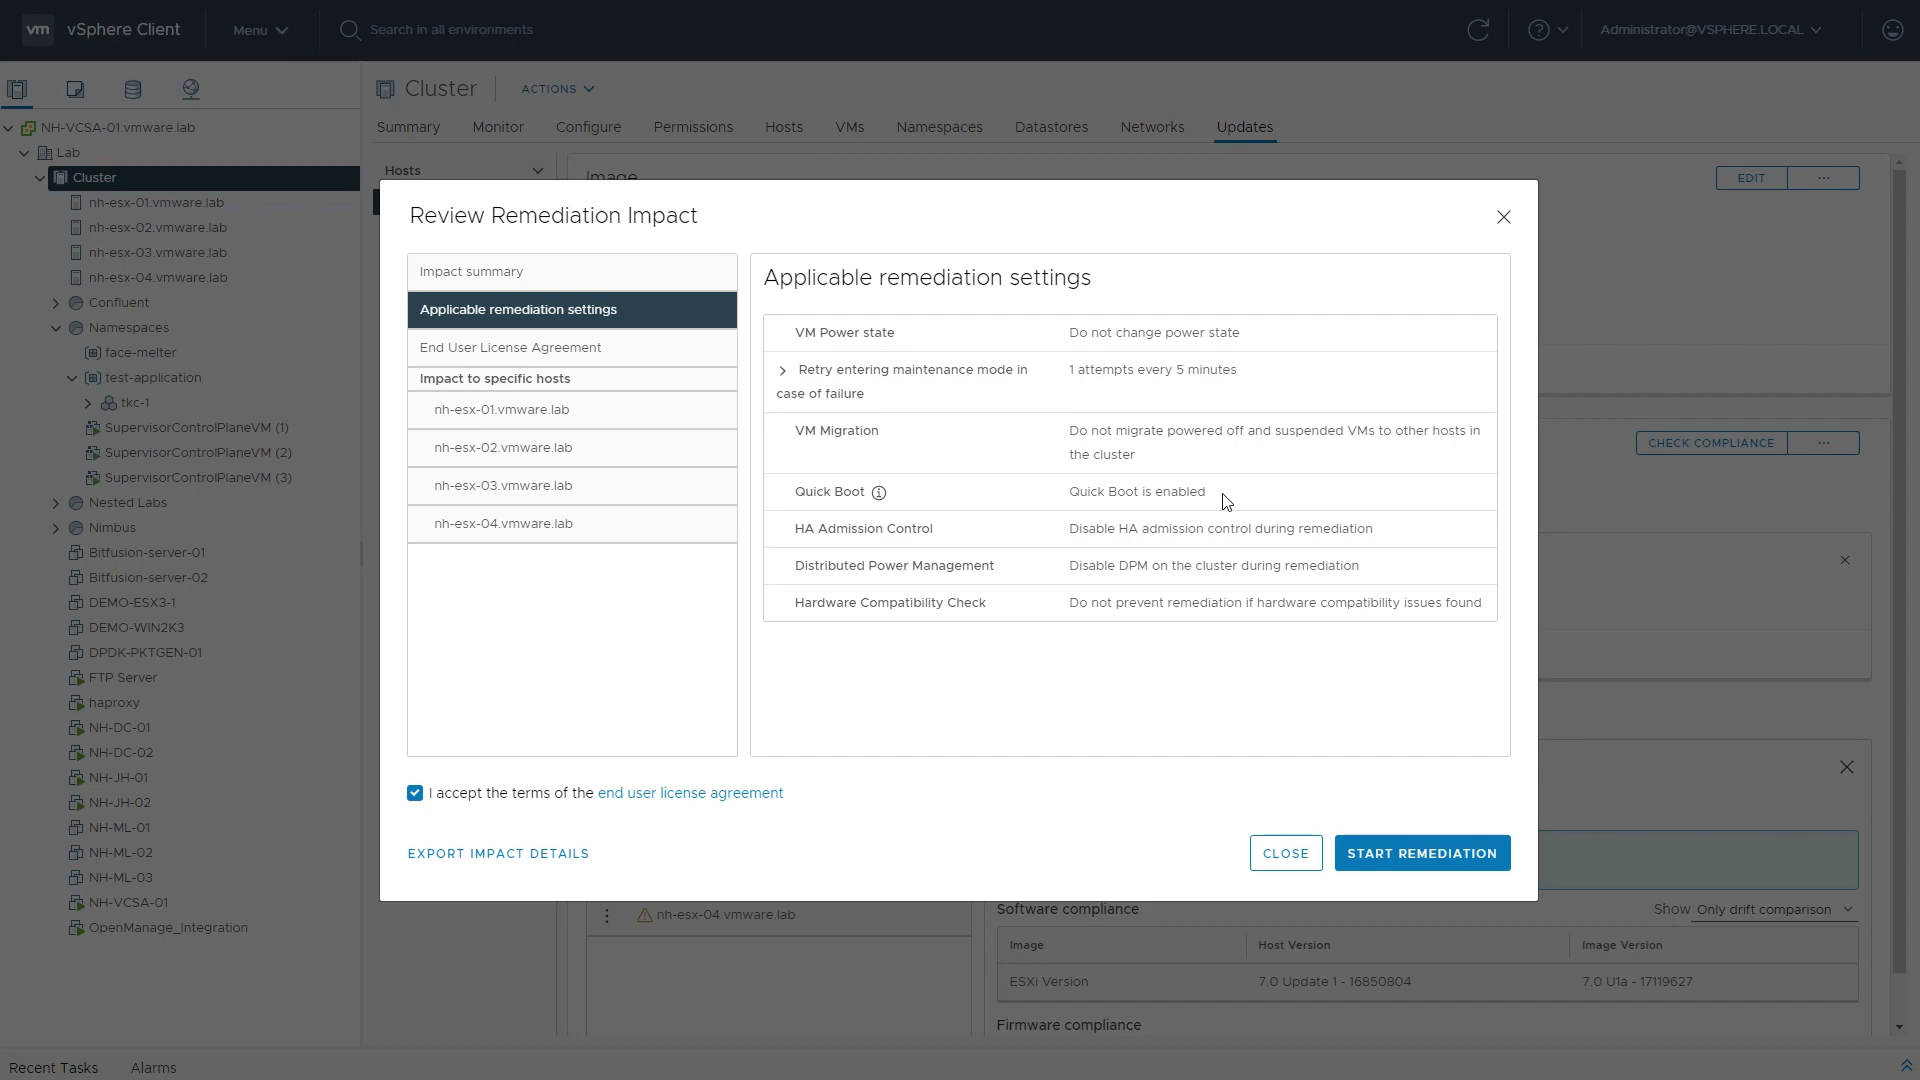 vm vSphere Client
Menu
Search in all environments
Administrator@VSPHERE.LOCAL
NH-VCSA-01.vmware.lab
Lab
Cluster
nh-esx-01.vmware.lab
nh-esx-02.vmware.lab
nh-esx-03.vmware.lab
nh-esx-04.vmware.lab
Confluent
Namespaces
face-melter
test-application
tkc-1
SupervisorControlPlaneVM (1)
SupervisorControlPlaneVM (2)
SupervisorControlPlaneVM (3)
Nested Labs
Nimbus
Bitfusion-server-01
Bitfusion-server-02
DEMO-ESX3-1
DEMO-WIN2K3
DPDK-PKTGEN-01
FTP Server
haproxy
NH-DC-01
NH-DC-02
NH-JH-01
NH-JH-02
NH-ML-01
NH-ML-02
NH-ML-03
NH-VCSA-01
OpenManage_Integration
Cluster
ACTIONS
Summary Monitor Configure Permissions Hosts VMs Namespaces Datastores Networks Updates
Hosts
Image
EDIT ...
CHECK COMPLIANCE ...
Review Remediation Impact
Impact summary
Applicable remediation settings
End User License Agreement
Impact to specific hosts
nh-esx-01.vmware.lab
nh-esx-02.vmware.lab
nh-esx-03.vmware.lab
nh-esx-04.vmware.lab
Applicable remediation settings
VM Power state Do not change power state
Retry entering maintenance mode in 1 attempts every 5 minutes
case of failure
VM Migration Do not migrate powered off and suspended VMs to other hosts in
the cluster
Quick Boot Quick Boot is enabled
HA Admission Control Disable HA admission control during remediation
Distributed Power Management Disable DPM on the cluster during remediation
Hardware Compatibility Check Do not prevent remediation if hardware compatibility issues found
I accept the terms of the end user license agreement
EXPORT IMPACT DETAILS
CLOSE
START REMEDIATION
nh-esx-04.vmware.lab
Software compliance
Show Only drift comparison
Image Host Version Image Version
ESXi Version 7.0 Update 1 - 16850804 7.0 U1a - 17119627
Firmware compliance
Recent Tasks Alarms